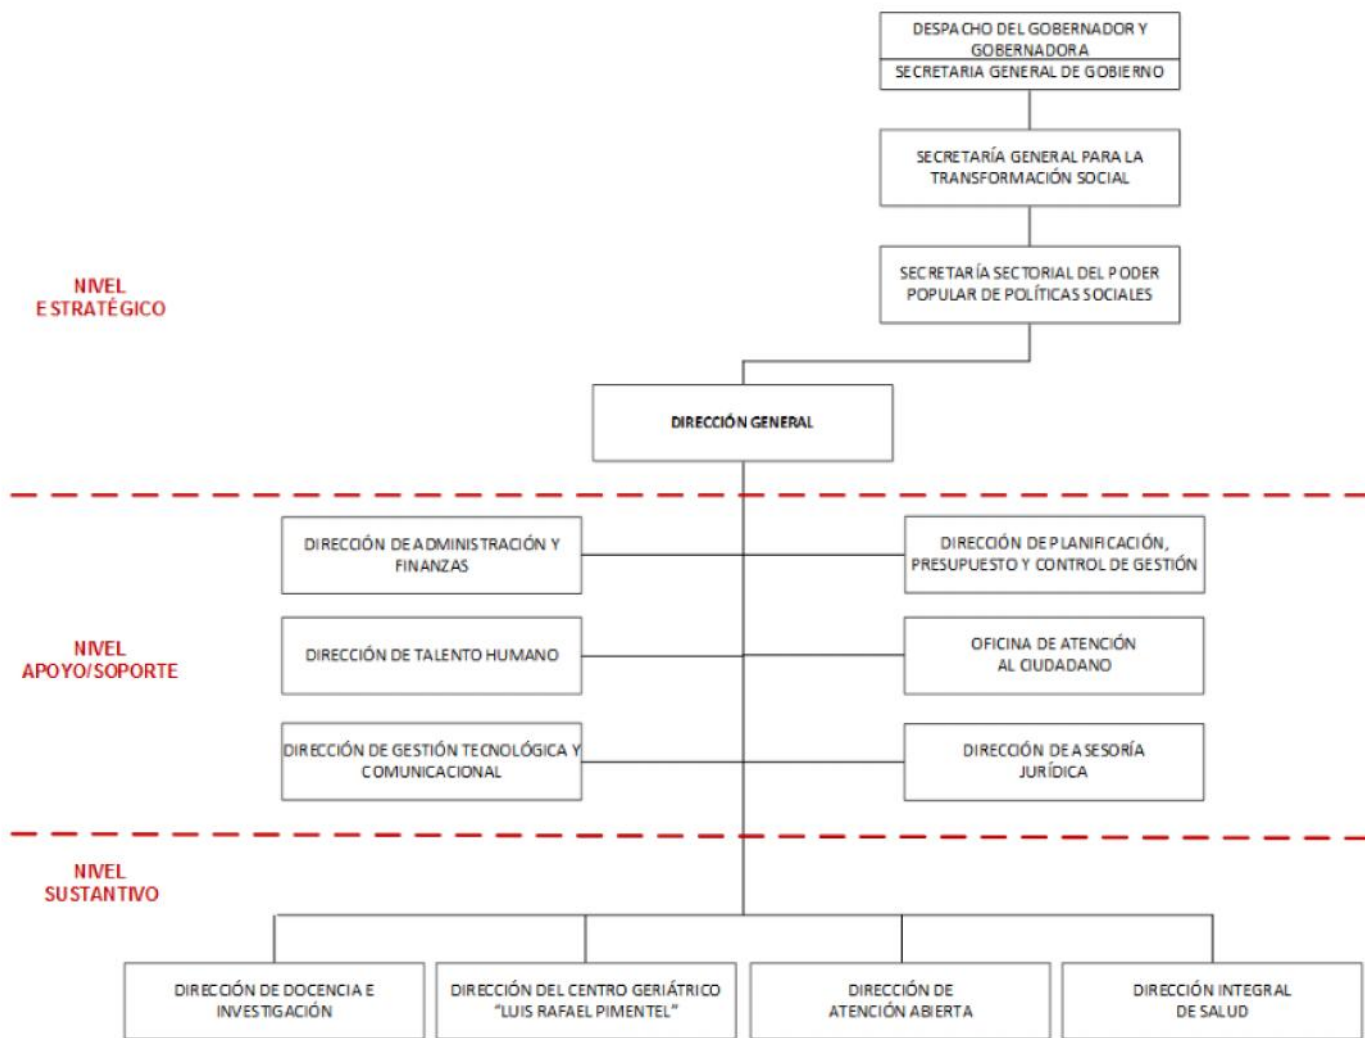 DESPACHO DEL GOBERNADOR Y
GOBERNADORA
SECRETARIA GENERAL DE GOBIERNO
SECRETARÍA GENERAL PARA LA
TRANSFORMACIÓN SOCIAL
SECRETARÍA SECTORIAL DEL PODER
POPULAR DE POLÍTICAS SOCIALES
NIVEL
ESTRATÉGICO
DIRECCIÓN GENERAL
DIRECCIÓN DE ADMINISTRACIÓN Y
FINANZAS
DIRECCIÓN DE PLANIFICACIÓN,
PRESUPUESTO Y CONTROL DE GESTIÓN
NIVEL
APOYO/SOPORTE
DIRECCIÓN DE TALENTO HUMANO
OFICINA DE ATENCIÓN
AL CIUDADANO
DIRECCIÓN DE GESTIÓN TECNOLÓGICA Y
COMUNICACIONAL
DIRECCIÓN DE ASESORÍA
JURÍDICA
NIVEL
SUSTANTIVO
DIRECCIÓN DE DOCENCIA E
INVESTIGACIÓN
DIRECCIÓN DEL CENTRO GERIÁTRICO
“LUIS RAFAEL PIMENTEL”
DIRECCIÓN DE
ATENCIÓN ABIERTA
DIRECCIÓN INTEGRAL
DE SALUD